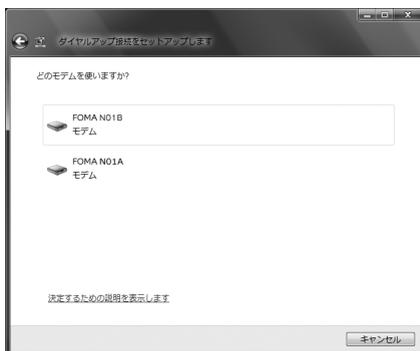 ダイヤルアップ接続をセットアップします
どのモデムを使いますか?
FOMA N01B
モデム
FOMA N01A
モデム
決定するための説明を表示します
キャンセル